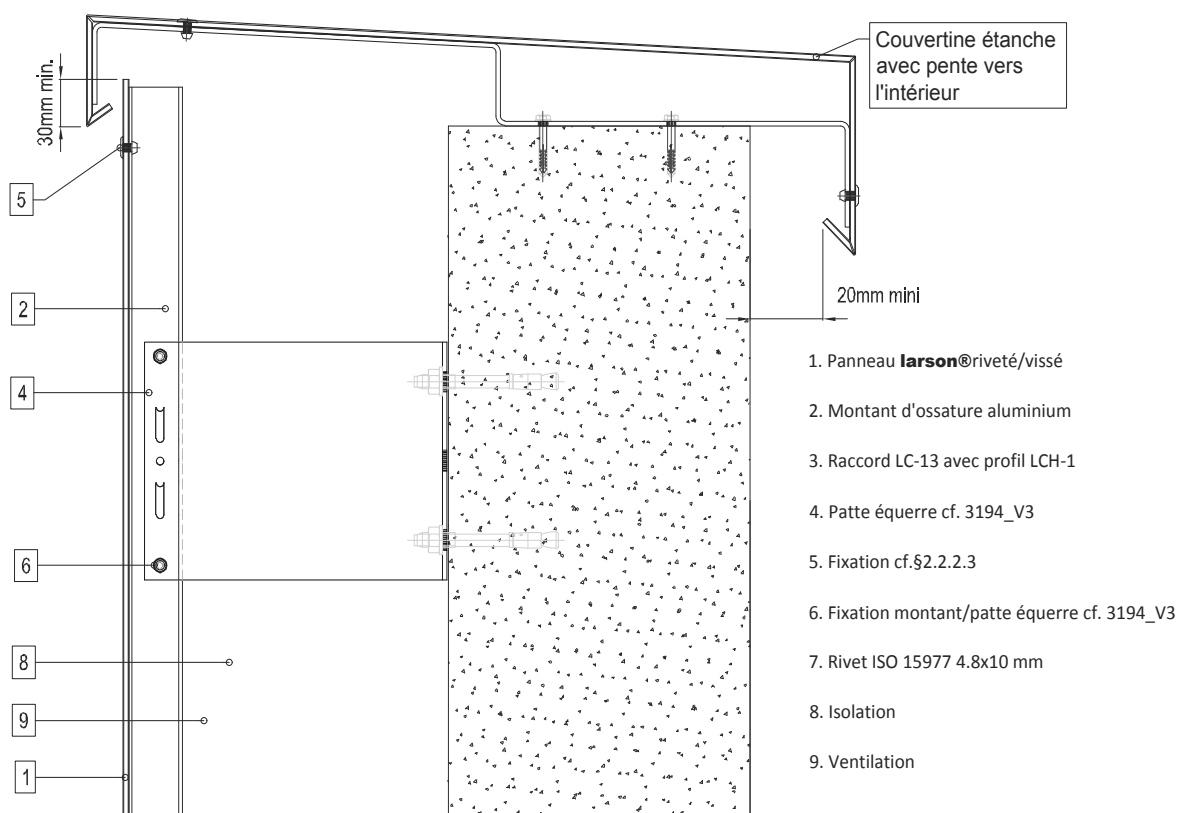 Couvertine étanche
avec pente vers
l'intérieur
30mm min.
5
2
20mm mini
4
6
8
9
1
1. Panneau larson®riveté/vissé
2. Montant d'ossature aluminium
3. Raccord LC-13 avec profil LCH-1
4. Patte équerre cf. 3194_V3
5. Fixation cf.§2.2.2.3
6. Fixation montant/patte équerre cf. 3194_V3
7. Rivet ISO 15977 4.8x10 mm
8. Isolation
9. Ventilation